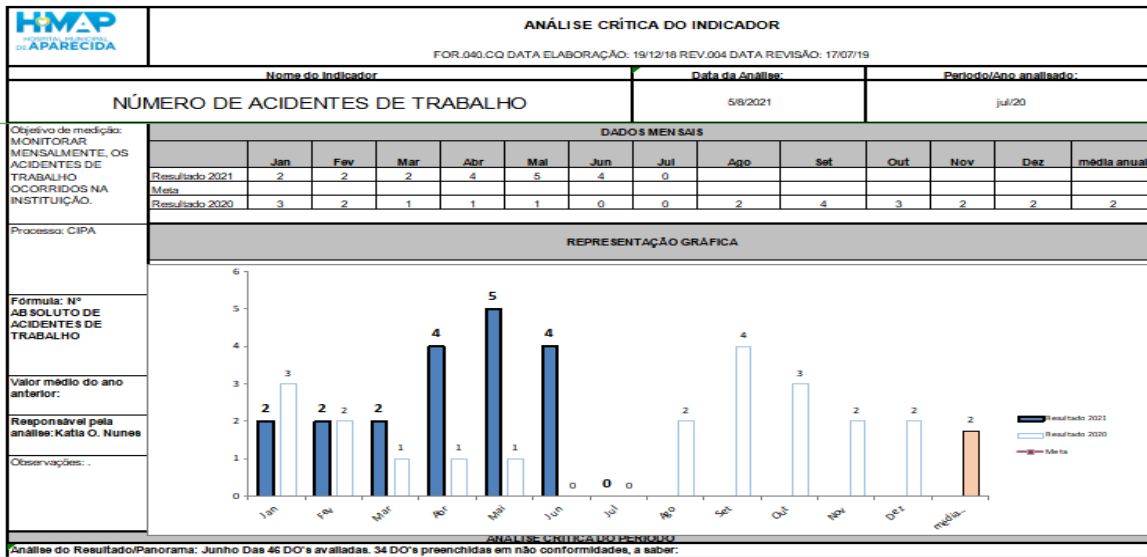 HMAP
HOSPITAL MUNICIPAL
DE APARECIDA
ANÁLISE CRÍTICA DO INDICADOR
FOR.040.CQ DATA ELABORAÇÃO: 19/12/18 REV.004 DATA REVISÃO: 17/07/19
Nome do Indicador Data da Análise: Periodo/Ano analisado:
NÚMERO DE ACIDENTES DE TRABALHO 5/8/2021 jul/20
Objetivo de medição:
MONITORAR
MENSALMENTE, OS
ACIDENTES DE
TRABALHO
OCORRIDOS NA
INSTITUIÇÃO.
DADOS MENSAIS
Jan Fev Mar Abr Mai Jun Jul Ago Set Out Nov Dez média anual
Resultado 2021 2 2 2 4 5 4 0
Meta
Resultado 2020 3 2 1 1 1 0 0 2 4 3 2 2 2
Processo: CIPA
Fórmula: Nº
ABSOLUTO DE
ACIDENTES DE
TRABALHO
Valor médio do ano
anterior:
Responsável pela
análise: Katia O. Nunes
Observações: .
REPRESENTAÇÃO GRÁFICA
6
5
4
3
2
1
0
2 3 2 2 2 1 4 1 5 1 4 0 0 0 2 4 3 2 2 2
Jan Fev Mar Abr Mai Jun Jul Ago Set Out Nov Dez média...
Resultado 2021
Resultado 2020
Meta
ANÁLISE CRÍTICA DO PERÍODO
Análise do Resultado/Panorama: Junho Das 46 DO's avaliadas. 34 DO's preenchidas em não conformidades, a saber: